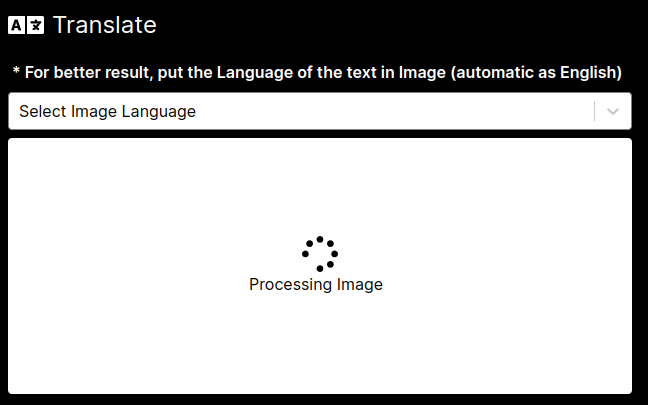 Translate
* For better result, put the Language of the text in Image (automatic as English)
Select Image Language
Processing Image